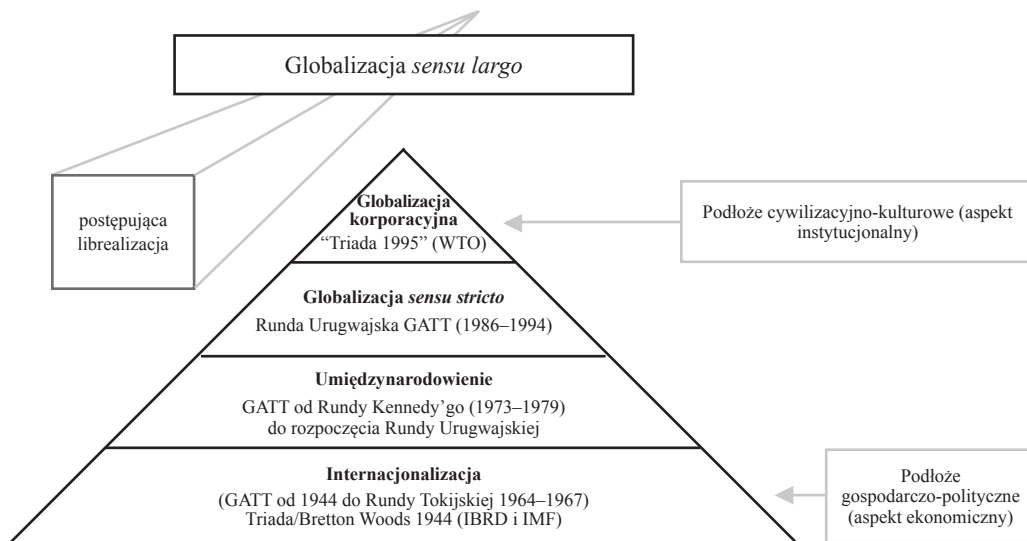 Globalizacja sensu largo
postępująca
librealizacja
Globalizacja
korporacyjna
“Triada 1995” (WTO)
Podłoże cywilizacyjno-kulturowe (aspekt
instytucjonalny)
Globalizacja sensu stricto
Runda Urugwajska GATT (1986–1994)
Umiędzynarodowienie
GATT od Rundy Kennedy’go (1973–1979)
do rozpoczęcia Rundy Urugwajskiej
Internacjonalizacja
(GATT od 1944 do Rundy Tokijskiej 1964–1967)
Triada/Bretton Woods 1944 (IBRD i IMF)
Podłoże
gospodarczo-polityczne
(aspekt ekonomiczny)